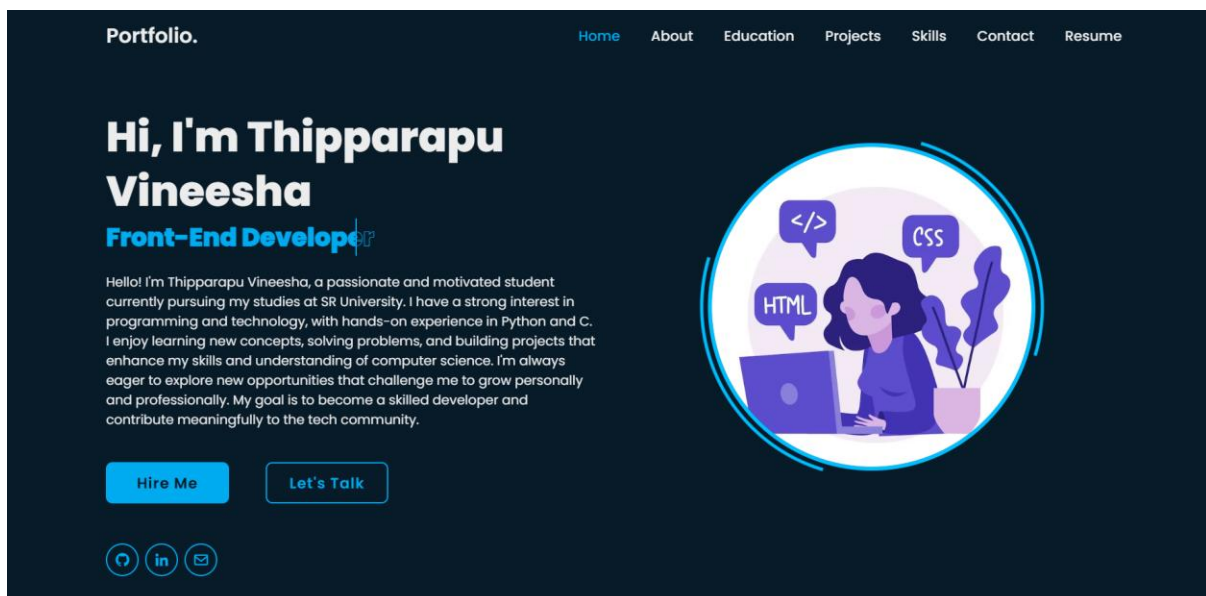 Portfolio.
Home About Education Projects Skills Contact Resume
Hi, I'm Thipparapu
Vineesha
Front-End Developer
Hello! I'm Thipparapu Vineesha, a passionate and motivated student
currently pursuing my studies at SR University. I have a strong interest in
programming and technology, with hands-on experience in Python and C.
I enjoy learning new concepts, solving problems, and building projects that
enhance my skills and understanding of computer science. I'm always
eager to explore new opportunities that challenge me to grow personally
and professionally. My goal is to become a skilled developer and
contribute meaningfully to the tech community.
Hire Me Let's Talk
in
</>
CSS
HTML